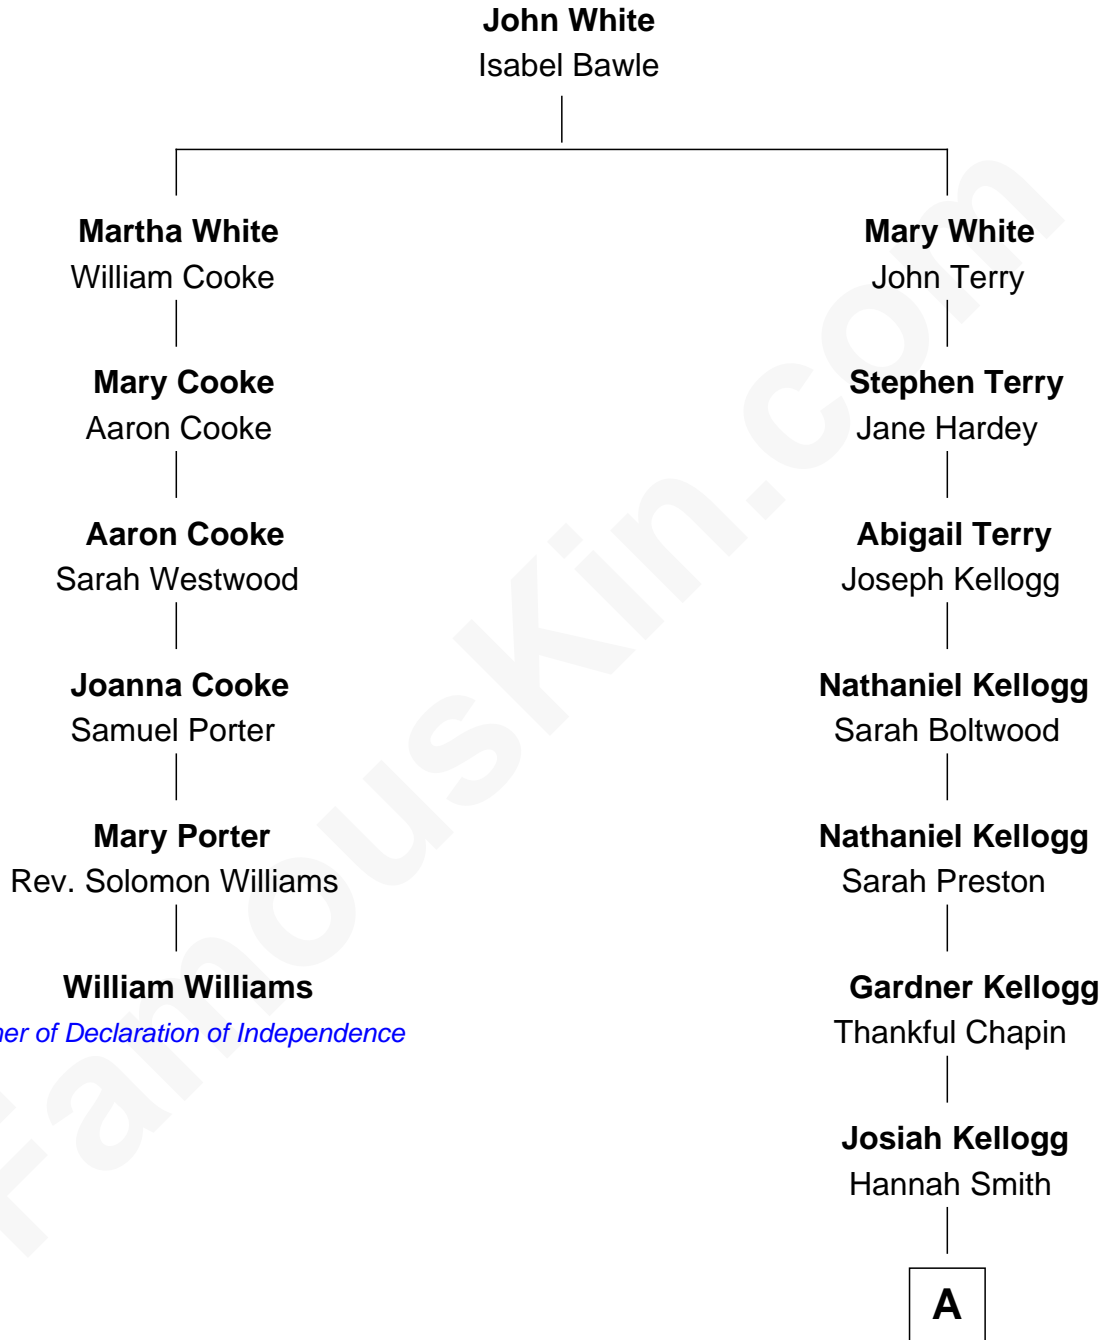 John White
Isabel Bawle
Martha White
William Cooke
Mary White
John Terry
Mary Cooke
Aaron Cooke
Stephen Terry
Jane Hardey
Aaron Cooke
Sarah Westwood
Abigail Terry
Joseph Kellogg
Joanna Cooke
Samuel Porter
Nathaniel Kellogg
Sarah Boltwood
Mary Porter
Rev. Solomon Williams
Nathaniel Kellogg
Sarah Preston
William Williams
ner of Declaration of Independence
Gardner Kellogg
Thankful Chapin
Josiah Kellogg
Hannah Smith
A
FamousKin.com